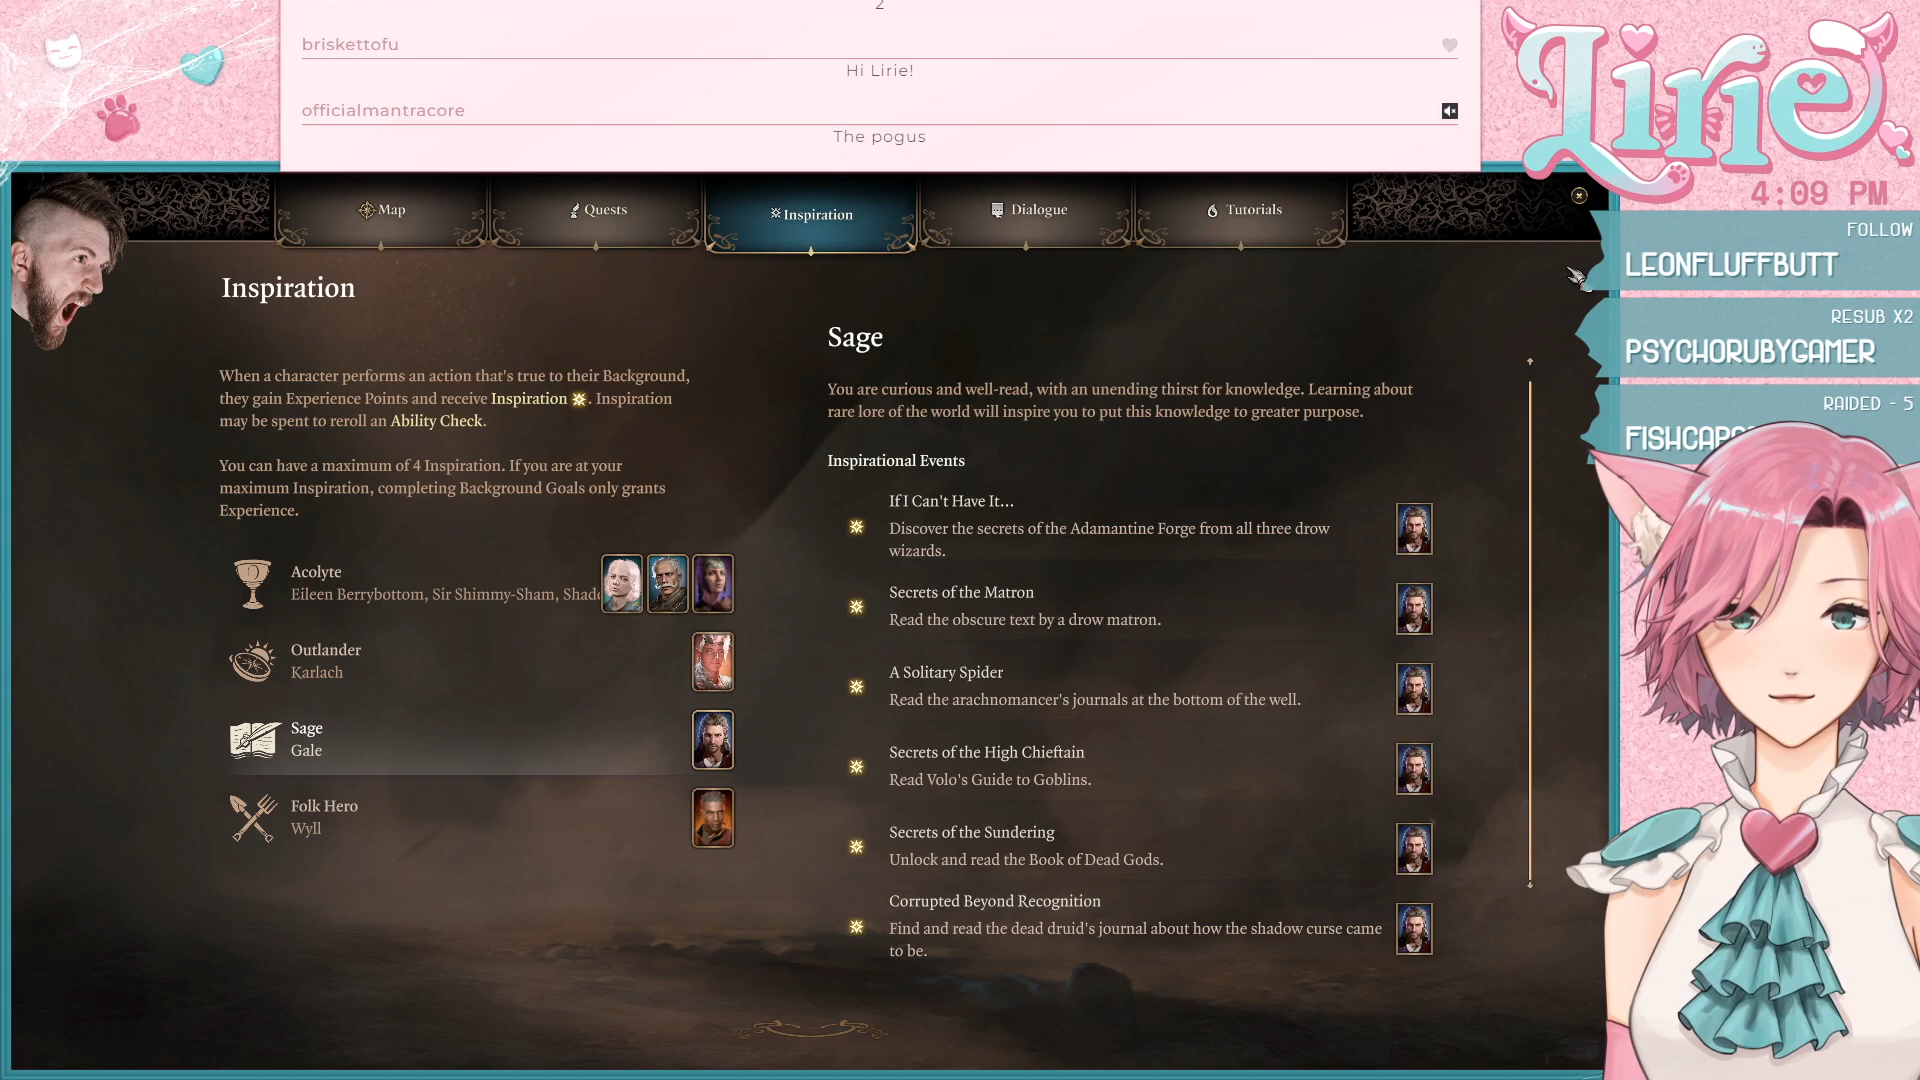 2
briskettofu
Hi Lirie!
officialmantracore
The pogus
Lirie
4:09 PM
FOLLOW
LEONFLUFFBUTT
RESUB X2
PSYCHORUBYGAMER
RAIDED - 5
Map
Quests
Inspiration
Dialogue
Tutorials
Inspiration
When a character performs an action that's true to their Background,
they gain Experience Points and receive Inspiration. Inspiration
may be spent to reroll an Ability Check.
You can have a maximum of 4 Inspiration. If you are at your
maximum Inspiration, completing Background Goals only grants
Experience.
Acolyte
Eileen Berrybottom, Sir Shimmy-Sham,
Outlander
Karlach
Sage
Gale
Folk Hero
Wyll
Sage
You are curious and well-read, with an unending thirst for knowledge. Learning about
rare lore of the world will inspire you to put this knowledge to greater purpose.
Inspirational Events
If I Can't Have It...
Discover the secrets of the Adamantine Forge from all three drow
wizards.
Secrets of the Matron
Read the obscure text by a drow matron.
A Solitary Spider
Read the arachnomancer's journals at the bottom of the well.
Secrets of the High Chieftain
Read Volo's Guide to Goblins.
Secrets of the Sundering
Unlock and read the Book of Dead Gods.
Corrupted Beyond Recognition
Find and read the dead druid's journal about how the shadow curse came
to be.